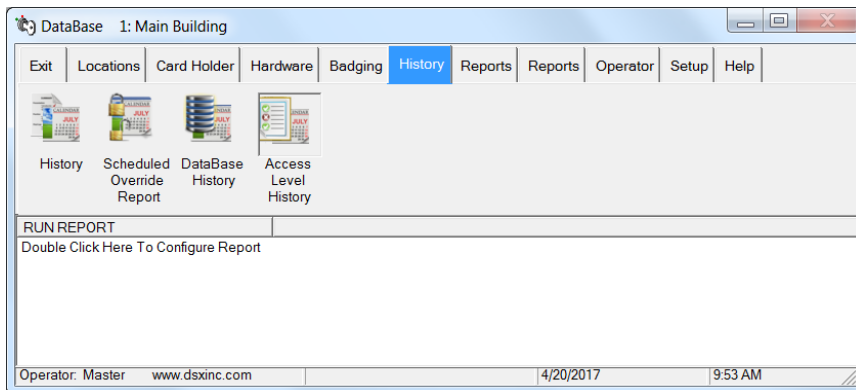 DataBase 1: Main Building
Exit Locations Card Holder Hardware Badging History Reports Reports Operator Setup Help
History
Scheduled Override Report
DataBase History
Access Level History
RUN REPORT
Double Click Here To Configure Report
Operator: Master www.dsxinc.com 4/20/2017 9:53 AM